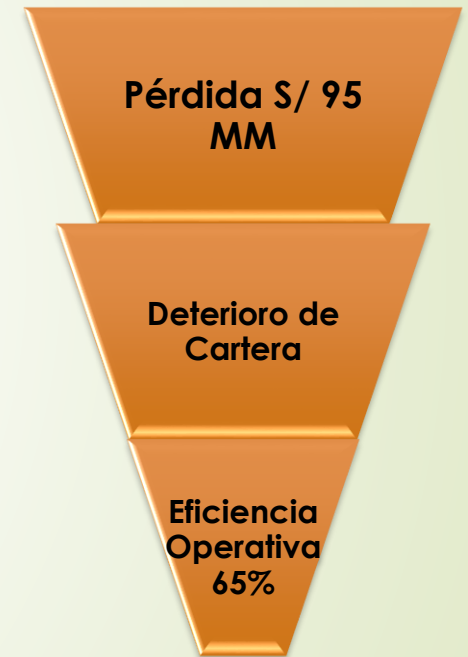 Pérdida S/ 95
MM
Deterioro de
Cartera
Eficiencia
Operativa
65%